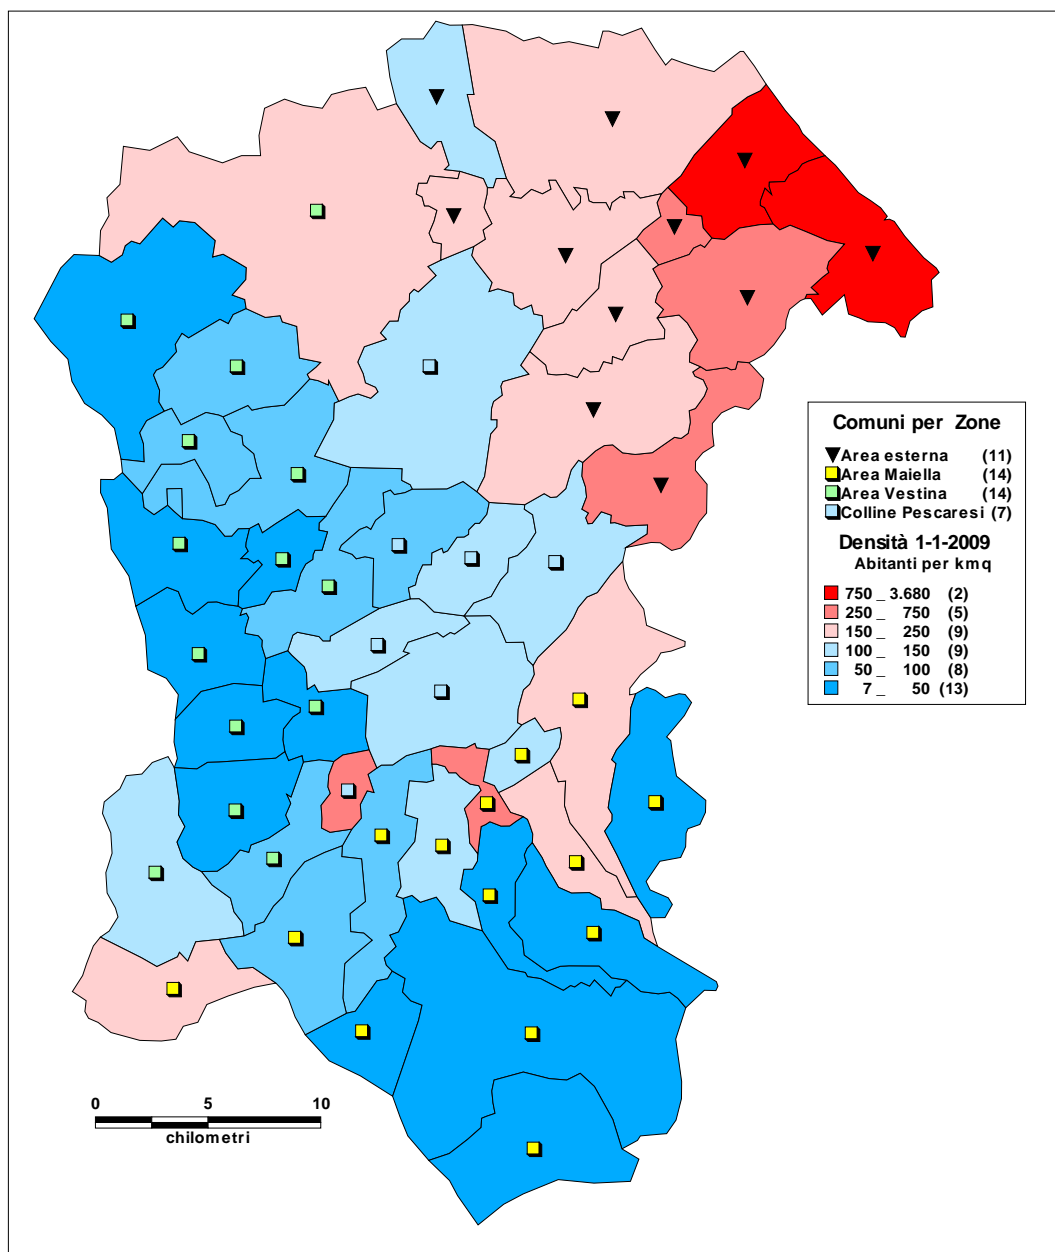 Comuni per Zone
Area esterna (11)
Area Maiella (14)
Area Vestina (14)
Colline Pescaresi (7)
Densità 1-1-2009
Abitanti per kmq
750 _ 3.680 (2)
250 _ 750 (5)
150 _ 250 (9)
100 _ 150 (9)
50 _ 100 (8)
7 _ 50 (13)
0 5 10
chilometri